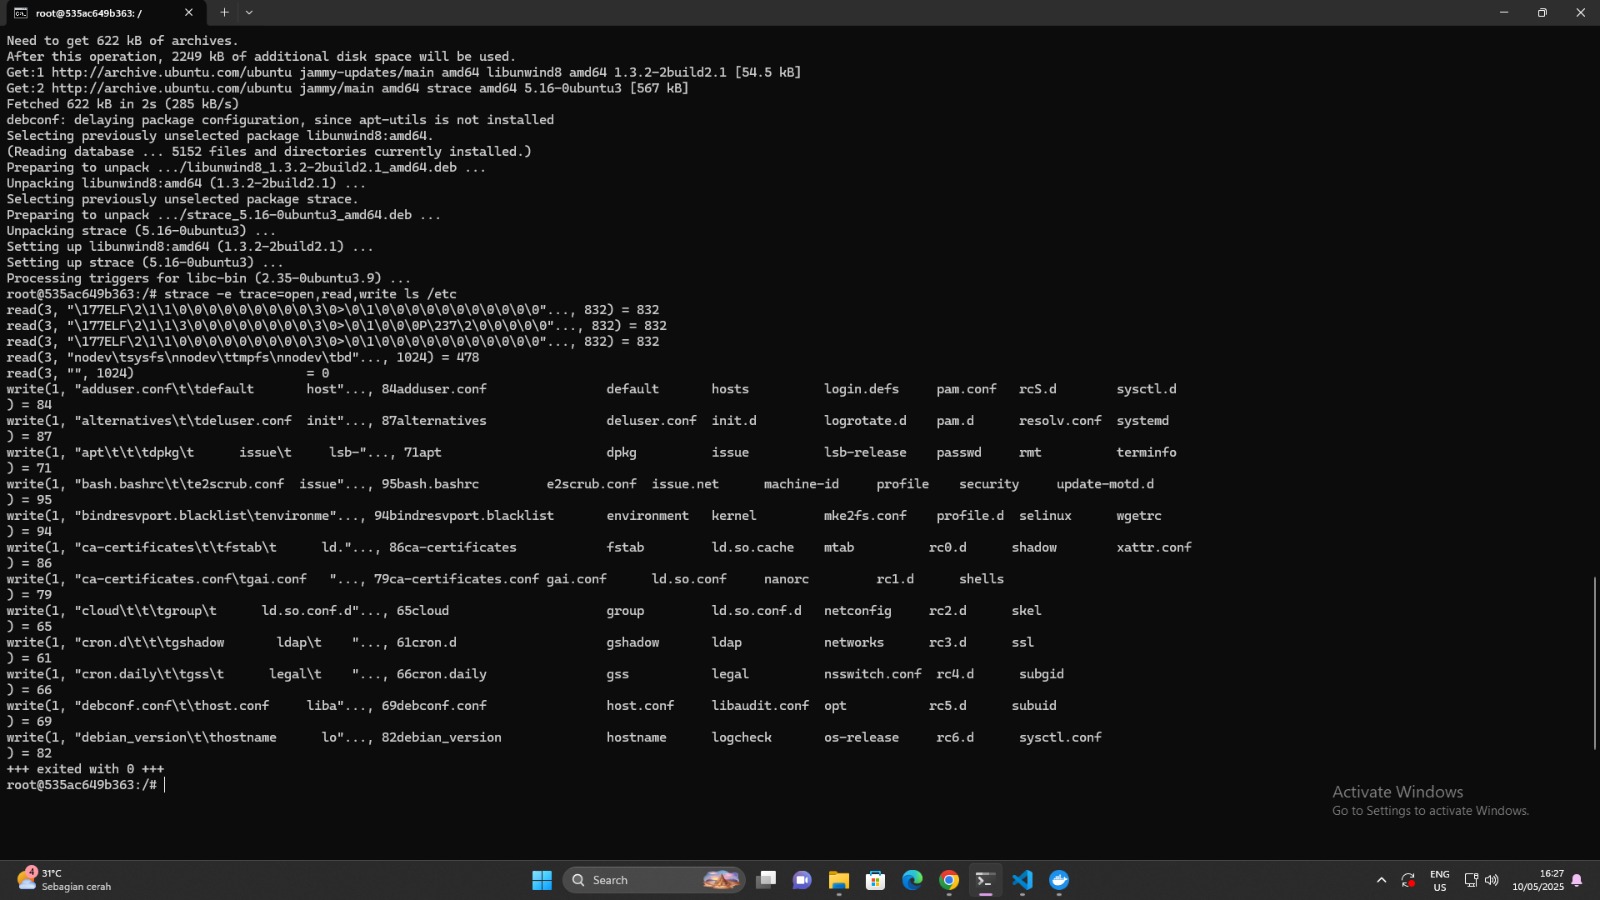 root@535ac649b363: /
Need to get 622 kB of archives.
After this operation, 2249 kB of additional disk space will be used.
Get:1 http://archive.ubuntu.com/ubuntu jammy-updates/main amd64 libunwind8 amd64 1.3.2-2build2.1 [54.5 kB]
Get:2 http://archive.ubuntu.com/ubuntu jammy/main amd64 strace amd64 5.16-0ubuntu3 [567 kB]
Fetched 622 kB in 2s (285 kB/s)
debconf: delaying package configuration, since apt-utils is not installed
Selecting previously unselected package libunwind8:amd64.
(Reading database ... 5152 files and directories currently installed.)
Preparing to unpack .../libunwind8_1.3.2-2build2.1_amd64.deb ...
Unpacking libunwind8:amd64 (1.3.2-2build2.1) ...
Selecting previously unselected package strace.
Preparing to unpack .../strace_5.16-0ubuntu3_amd64.deb ...
Unpacking strace (5.16-0ubuntu3) ...
Setting up libunwind8:amd64 (1.3.2-2build2.1) ...
Setting up strace (5.16-0ubuntu3) ...
Processing triggers for libc-bin (2.35-0ubuntu3.9) ...
root@535ac649b363:/# strace -e trace=open,read,write ls /etc
read(3, "\177ELF\2\1\1\0\0\0\0\0\0\0\0\0\3\0>\0\1\0\0\0\0\0\0\0\0\0\0\0"..., 832) = 832
read(3, "\177ELF\2\1\1\3\0\0\0\0\0\0\0\0\3\0>\0\1\0\0\0P\237\2\0\0\0\0\0"..., 832) = 832
read(3, "\177ELF\2\1\1\0\0\0\0\0\0\0\0\0\3\0>\0\1\0\0\0\0\0\0\0\0\0\0\0"..., 832) = 832
read(3, "nodev\tsysfs\nnodev\ttmpfs\nnodev\tbd"..., 1024) = 478
read(3, "", 1024)                       = 0
write(1, "adduser.conf\t\tdefault       host"..., 84adduser.conf                default       hosts          login.defs     pam.conf   rcS.d        sysctl.d
) = 84
write(1, "alternatives\t\tdeluser.conf  init"..., 87alternatives                deluser.conf  init.d         logrotate.d    pam.d      resolv.conf  systemd
) = 87
write(1, "apt\t\t\tdpkg\t      issue\t     lsb-"..., 71apt                      dpkg          issue          lsb-release    passwd     rmt          terminfo
) = 71
write(1, "bash.bashrc\t\te2scrub.conf  issue"..., 95bash.bashrc         e2scrub.conf  issue.net      machine-id     profile    security     update-motd.d
) = 95
write(1, "bindresvport.blacklist\tenvironme"..., 94bindresvport.blacklist       environment   kernel         mke2fs.conf    profile.d  selinux      wgetrc
) = 94
write(1, "ca-certificates\t\tfstab\t      ld."..., 86ca-certificates            fstab         ld.so.cache    mtab          rc0.d      shadow        xattr.conf
) = 86
write(1, "ca-certificates.conf\tgai.conf   "..., 79ca-certificates.conf gai.conf      ld.so.conf     nanorc         rc1.d      shells
) = 79
write(1, "cloud\t\t\tgroup\t      ld.so.conf.d"..., 65cloud                     group         ld.so.conf.d   netconfig     rc2.d      skel
) = 65
write(1, "cron.d\t\t\tgshadow       ldap\t    "..., 61cron.d                    gshadow       ldap           networks      rc3.d      ssl
) = 61
write(1, "cron.daily\t\tgss\t      legal\t    "..., 66cron.daily                gss           legal          nsswitch.conf  rc4.d      subgid
) = 66
write(1, "debconf.conf\t\thost.conf     liba"..., 69debconf.conf                host.conf     libaudit.conf  opt           rc5.d      subuid
) = 69
write(1, "debian_version\t\thostname      lo"..., 82debian_version              hostname      logcheck       os-release     rc6.d      sysctl.conf
) = 82
+++ exited with 0 +++
root@535ac649b363:/#
Activate Windows
Go to Settings to activate Windows.
4
31°C
Sebagian cerah
Search
ENG
US
16:27
10/05/2025